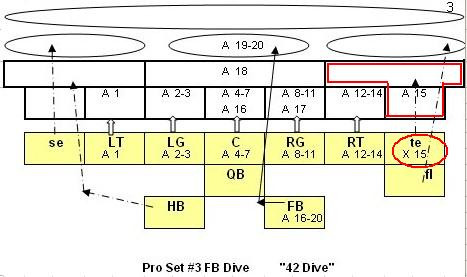 3
A 19-20
A 18
A 1 A 2-3 A 4-7 A 8-11 A 12-14 A 15
A 16 A 17
se LT LG C RG RT te
A 1 A 2-3 A 4-7 A 8-11 A 12-14 X 15
QB fl
HB FB
A 16-20
Pro Set #3 FB Dive "42 Dive"